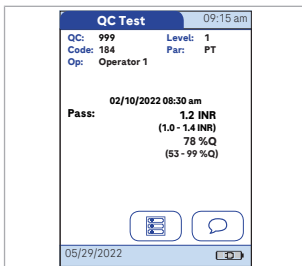 QC Test 09:15 am
QC: 999 Level: 1
Code: 184 Par: PT
Op: Operator 1
02/10/2022 08:30 am
Pass: 1.2 INR
(1.0 - 1.4 INR)
78 %Q
(53 - 99 %Q)
05/29/2022